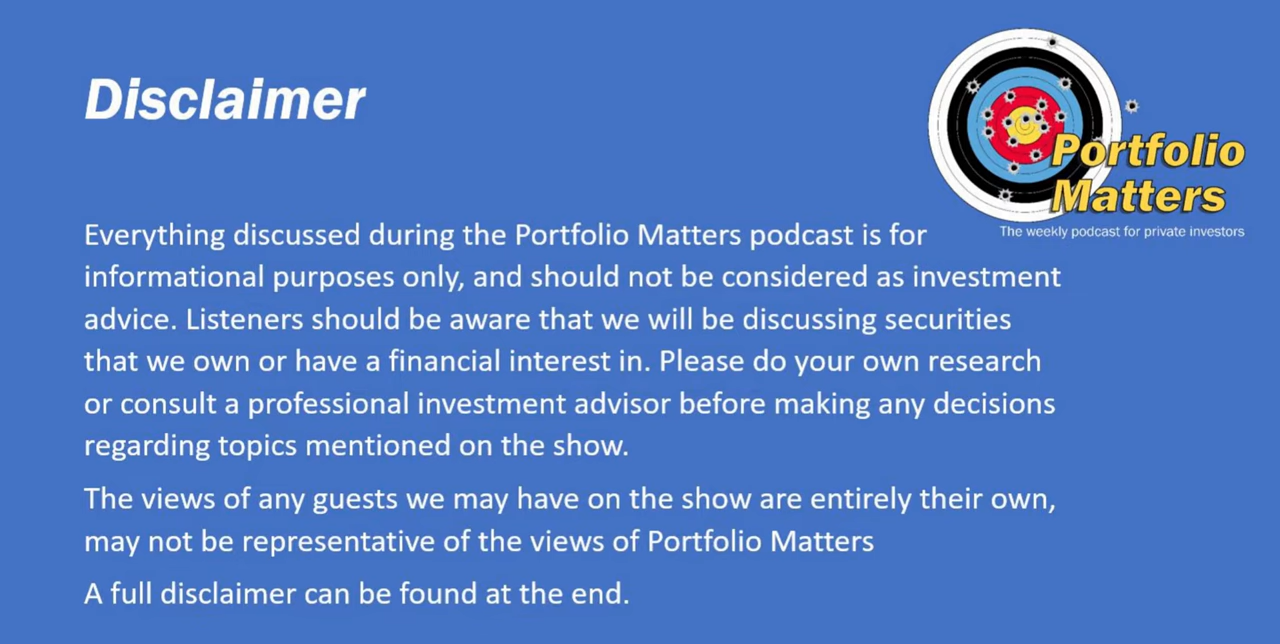 Disclaimer
Portfolio
Matters
The weekly podcast for private investors
Everything discussed during the Portfolio Matters podcast is for
informational purposes only, and should not be considered as investment
advice. Listeners should be aware that we will be discussing securities
that we own or have a financial interest in. Please do your own research
or consult a professional investment advisor before making any decisions
regarding topics mentioned on the show.
The views of any guests we may have on the show are entirely their own,
may not be representative of the views of Portfolio Matters
A full disclaimer can be found at the end.